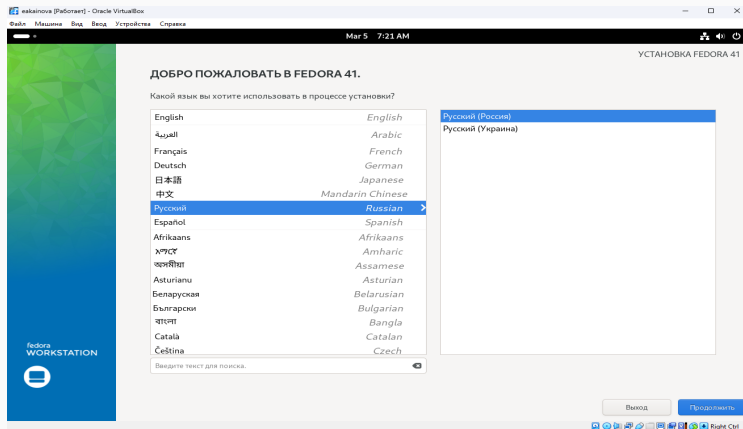 eakainova [Работает] - Oracle VirtualBox
Файл Машина Вид Ввод Устройства Справка
Mar 5 7:21 AM
УСТАНОВКА FEDORA 41
ДОБРО ПОЖАЛОВАТЬ В FEDORA 41.
Какой язык вы хотите использовать в процессе установки?
English English
العربية Arabic
Français French
Deutsch German
日本語 Japanese
中文 Mandarin Chinese
Русский Russian
Español Spanish
Afrikaans Afrikaans
አማርኛ Amharic
অসমীয়া Assamese
Asturianu Asturian
Беларуская Belarusian
Български Bulgarian
বাংলা Bangla
Català Catalan
Čeština Czech
Русский (Россия)
Русский (Украина)
Введите текст для поиска.
fedora
WORKSTATION
Выход
Продолжить
Right Ctrl